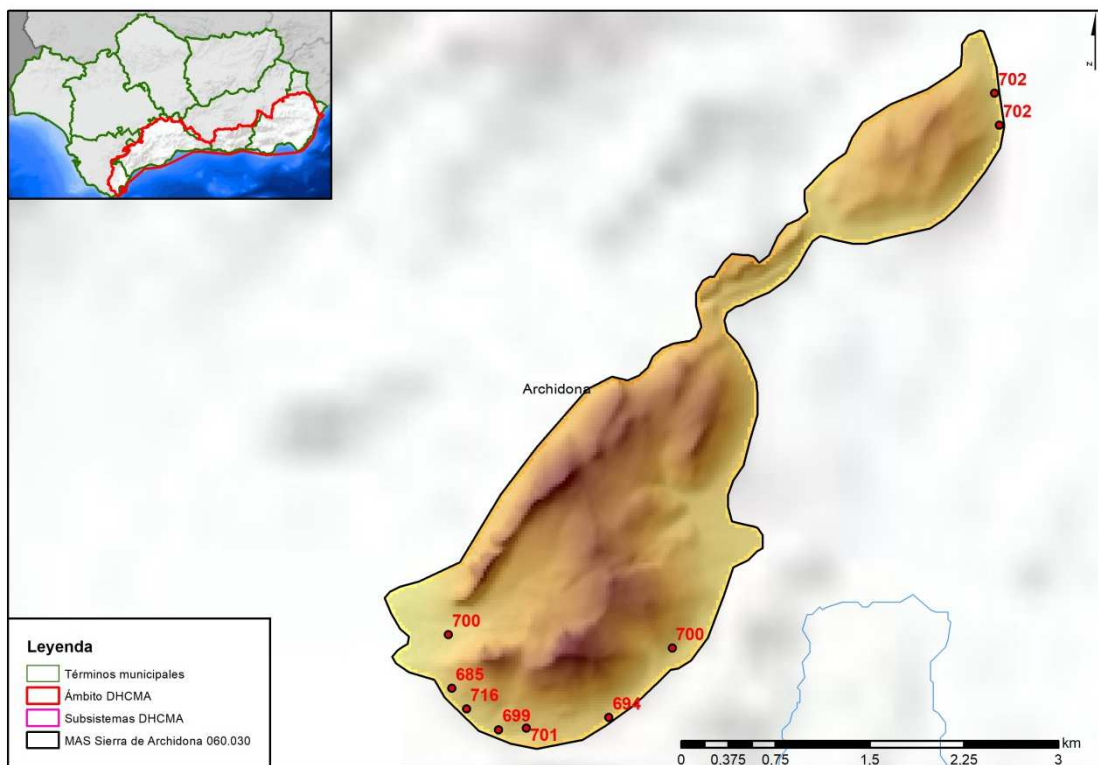 N
702
702
Archidona
700
700
685
716
694
699
701
Leyenda
Términos municipales
Ámbito DHCMA
Subsistemas DHCMA
MAS Sierra de Archidona 060.030
km
0 0.375 0.75 1.5 2.25 3